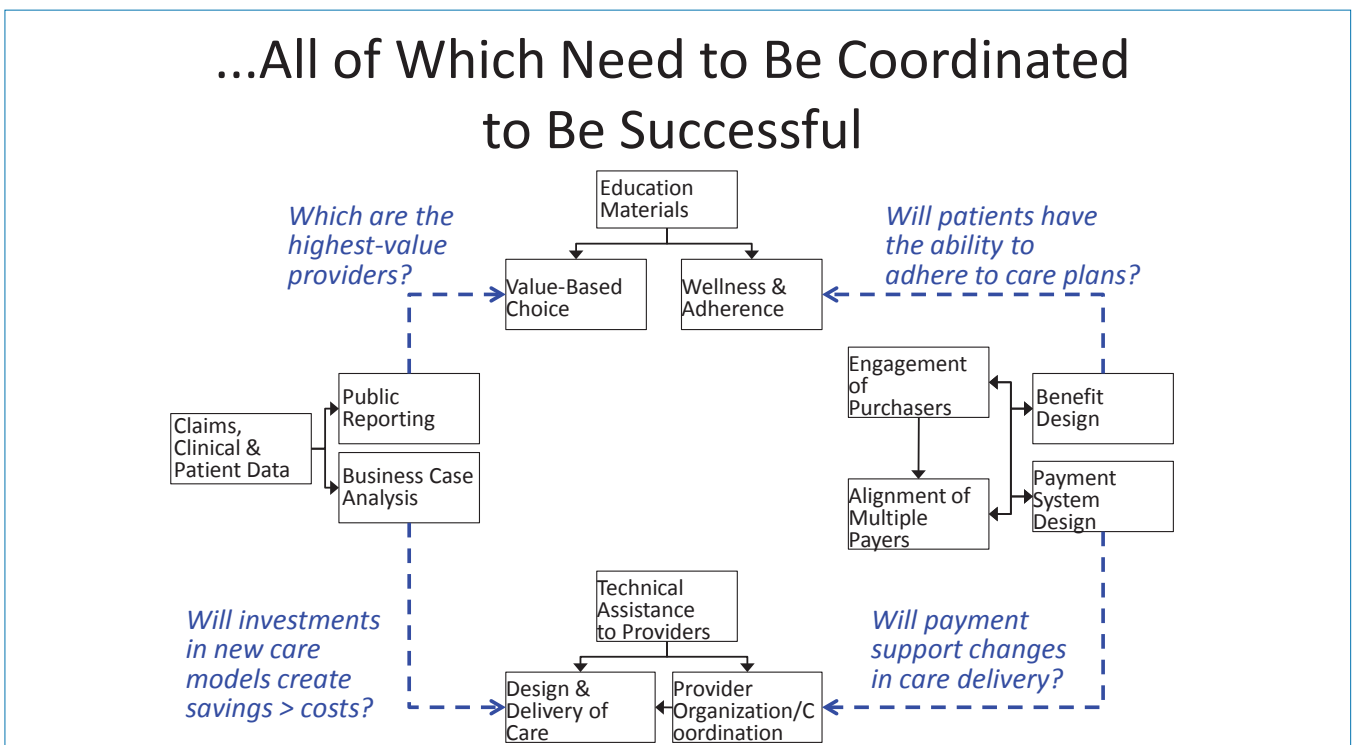 ...All of Which Need to Be Coordinated
to Be Successful
Education
Materials
Which are the
highest-value
providers?
Will patients have
the ability to
adhere to care plans?
Value-Based
Choice
Wellness &
Adherence
Claims,
Clinical &
Patient Data
Public
Reporting
Business Case
Analysis
Engagement
of
Purchasers
Alignment of
Multiple
Payers
Benefit
Design
Payment
System
Design
Will investments
in new care
models create
savings > costs?
Technical
Assistance
to Providers
Will payment
support changes
in care delivery?
Design &
Delivery of
Care
Provider
Organization/C
oordination